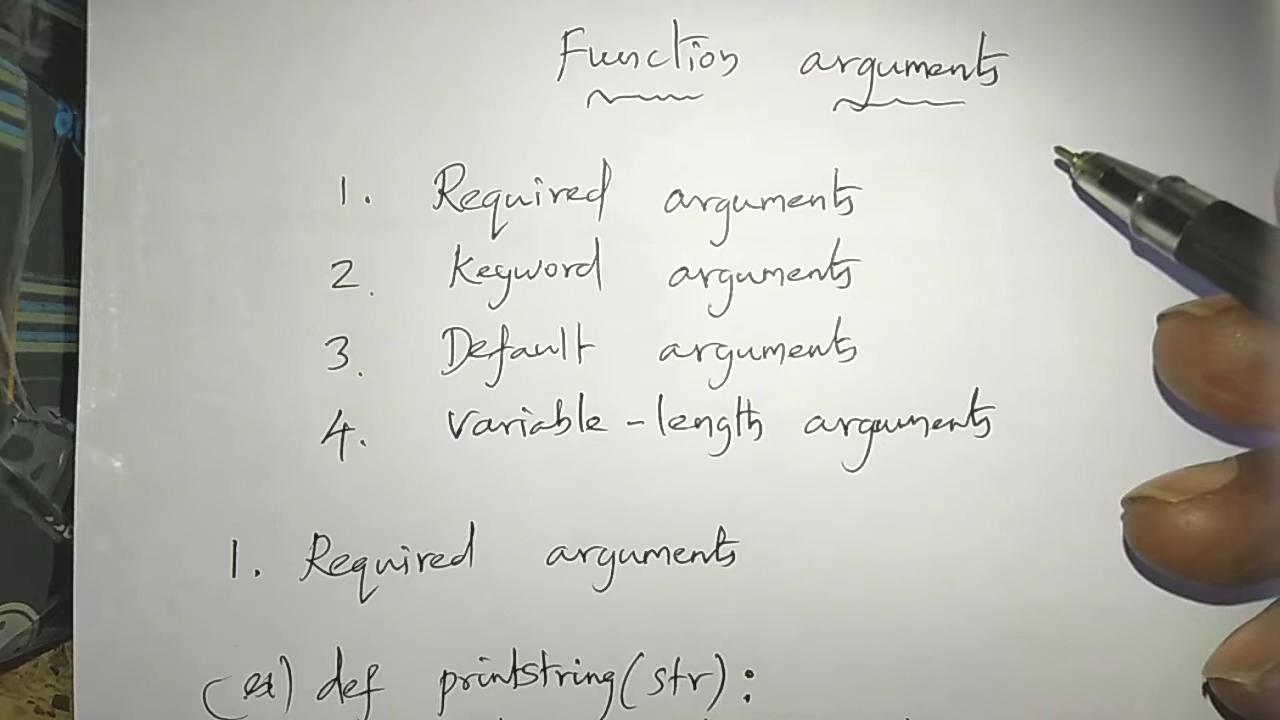 Function arguments
1. Required arguments
2. Keyword arguments
3. Default arguments
4. Variable-length arguments
1. Required arguments
(ex) def printstring(str):